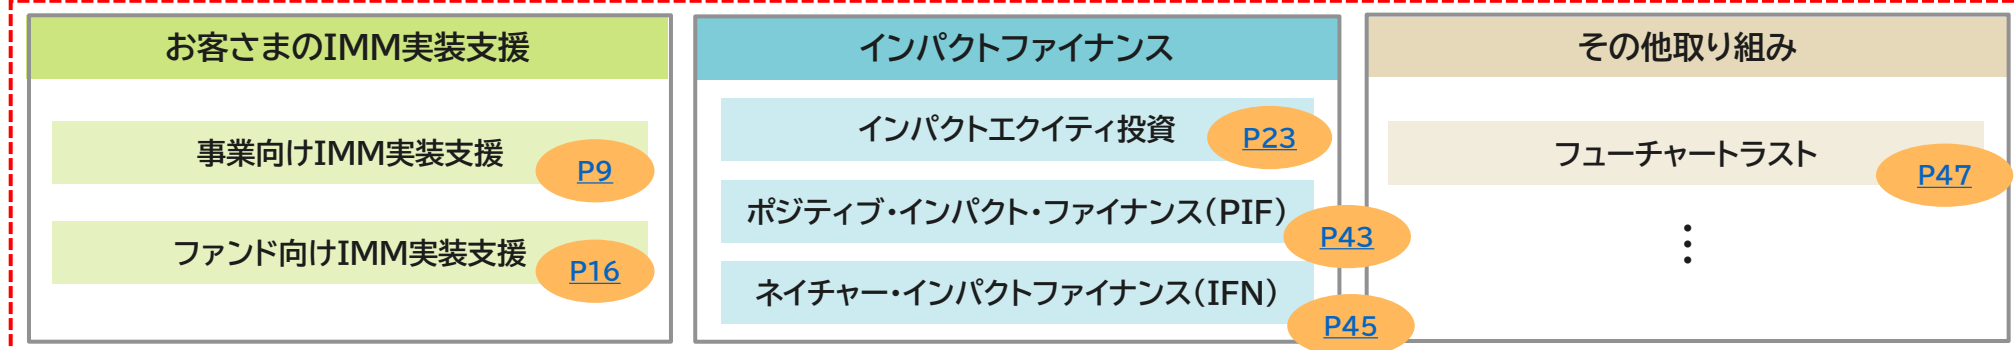 お客さまのIMM実装支援
事業向けIMM実装支援
P9
ファンド向けIMM実装支援
P16
インパクトファイナンス
インパクトエクイティ投資
P23
ポジティブ・インパクト・ファイナンス(PIF)
P43
ネイチャー・インパクトファイナンス(IFN)
P45
その他取り組み
フューチャートラスト
P47
⋮